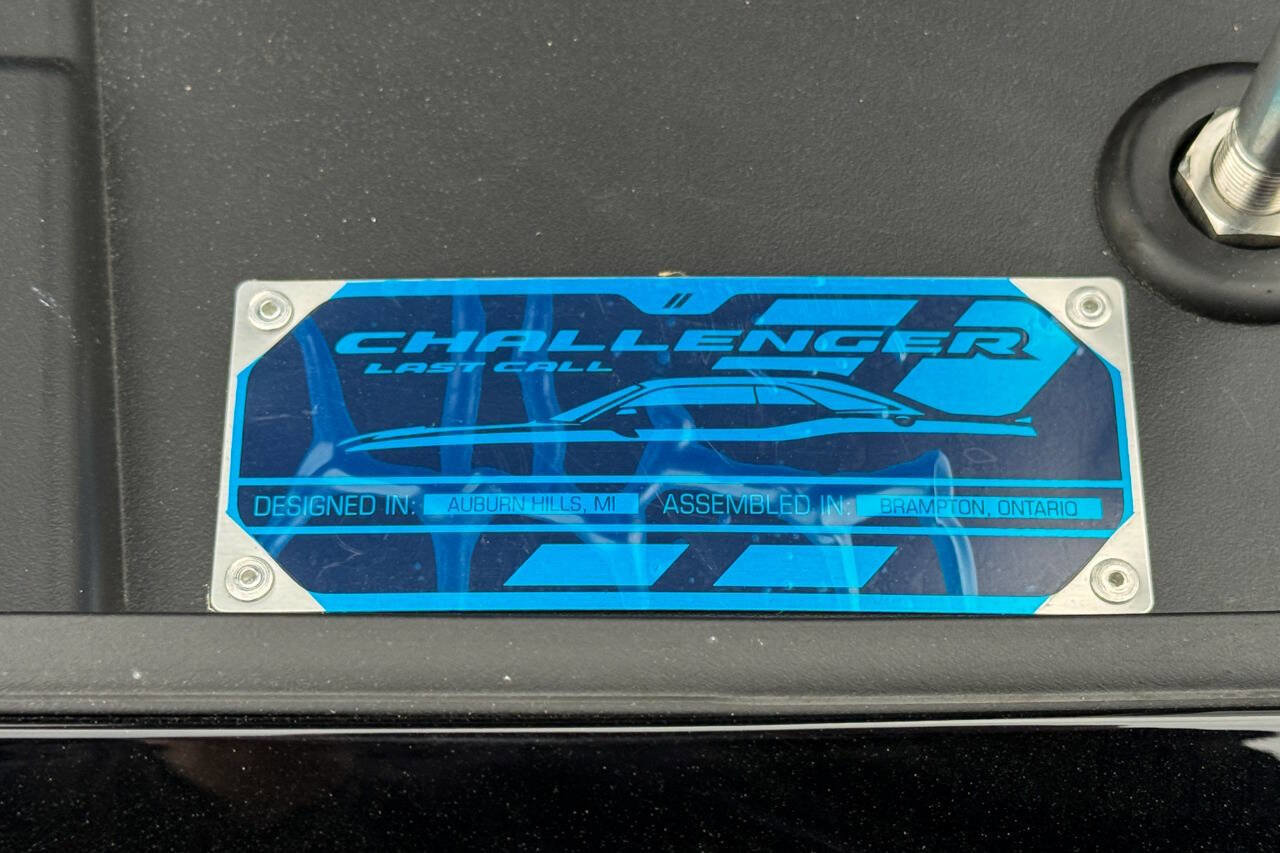 CHALLENGER
LAST CALL
DESIGNED IN: AUBURN HILLS, MI ASSEMBLED IN: BRAMPTON, ONTARIO